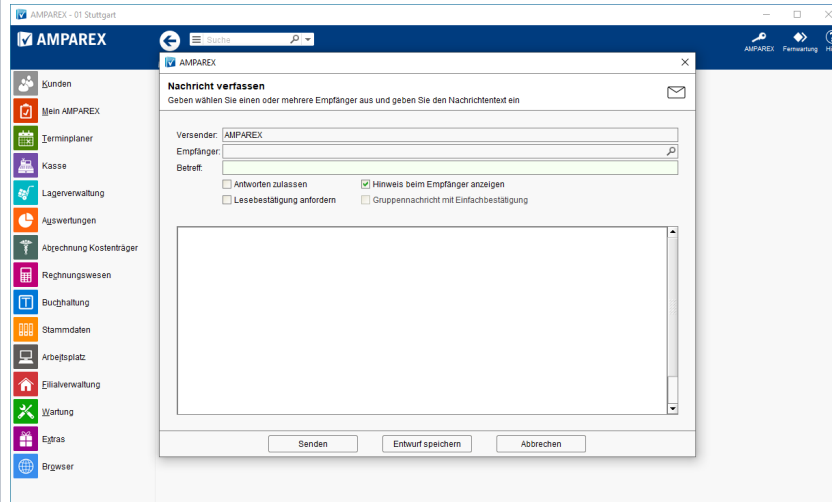 AMPAREX - 01 Stuttgart
AMPAREX
Suche
AMPAREX
Fernwartung
Kunden
Mein AMPAREX
Terminplaner
Kasse
Lagerverwaltung
Auswertungen
Abrechnung Kostenträger
Rechnungswesen
Buchhaltung
Stammdaten
Arbeitsplatz
Filialverwaltung
Wartung
Extras
Browser
AMPAREX
Nachricht verfassen
Geben wählen Sie einen oder mehrere Empfänger aus und geben Sie den Nachrichtentext ein
Versender: AMPAREX
Empfänger:
Betreff:
Antworten zulassen
Hinweis beim Empfänger anzeigen
Lesebestätigung anfordern
Gruppennachricht mit Einfachbestätigung
Senden
Entwurf speichern
Abbrechen